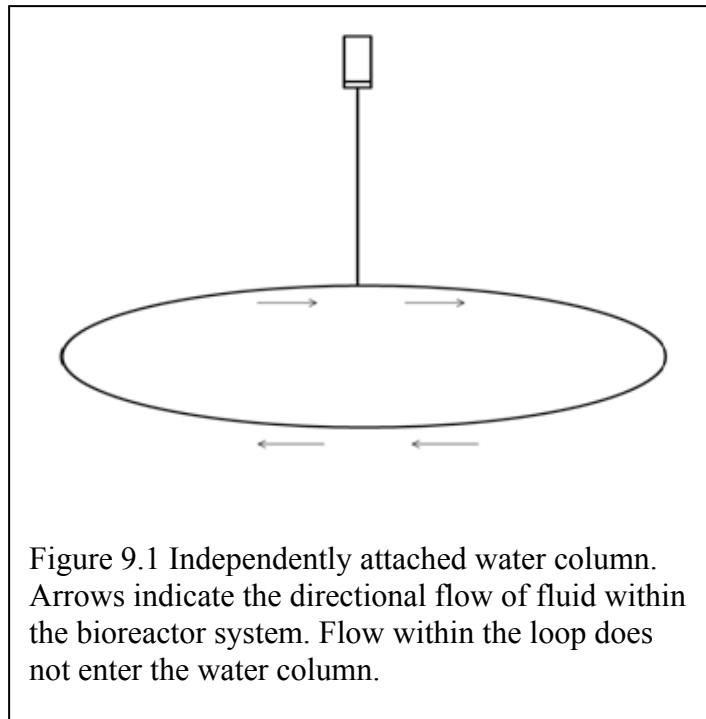 Figure 9.1 Independently attached water column.
Arrows indicate the directional flow of fluid within
the bioreactor system. Flow within the loop does
not enter the water column.